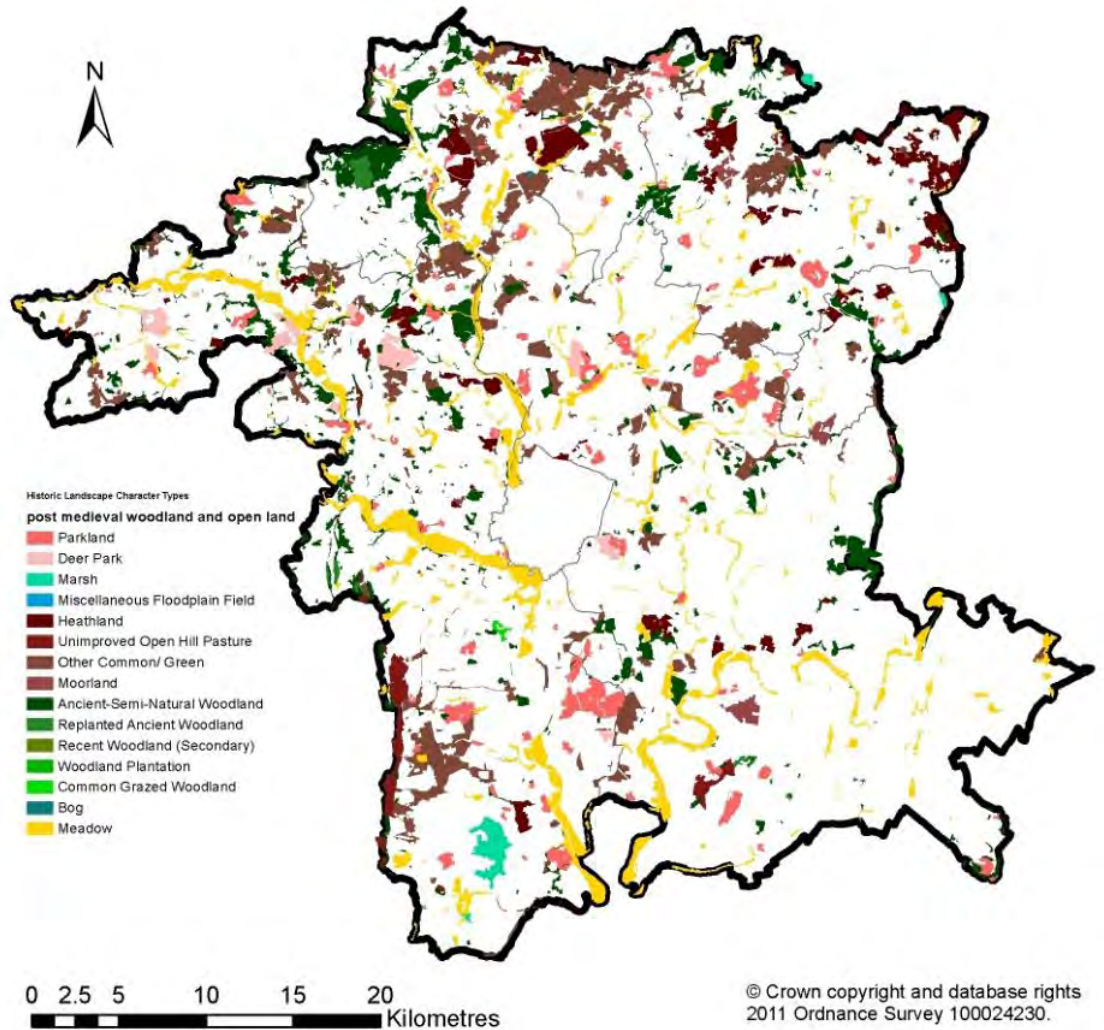 N
Historic Landscape Character Types
post medieval woodland and open land
Parkland
Deer Park
Marsh
Miscellaneous Floodplain Field
Heathland
Unimproved Open Hill Pasture
Other Common/ Green
Moorland
Ancient-Semi-Natural Woodland
Replanted Ancient Woodland
Recent Woodland (Secondary)
Woodland Plantation
Common Grazed Woodland
Bog
Meadow
0 2.5 5 10 15 20
Kilometres
© Crown copyright and database rights
2011 Ordnance Survey 100024230.